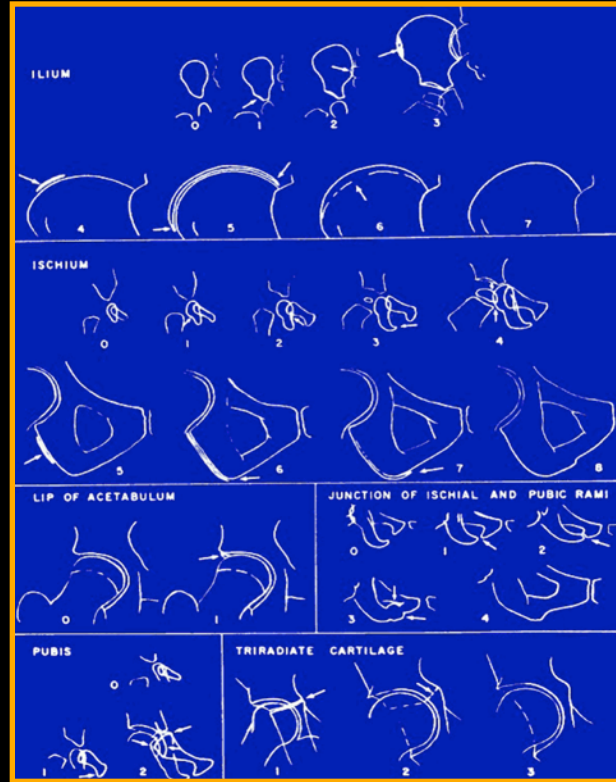 ILIUM
0 1 2 3
4 5 6 7
ISCHIUM
0 1 2 3 4
5 6 7 8
LIP OF ACETABULUM
0 1
JUNCTION OF ISCHIAL AND PUBIC RAMI
0 1 2
3 4
PUBIS
0
1 2
TRIRADIATE CARTILAGE
1 2 3